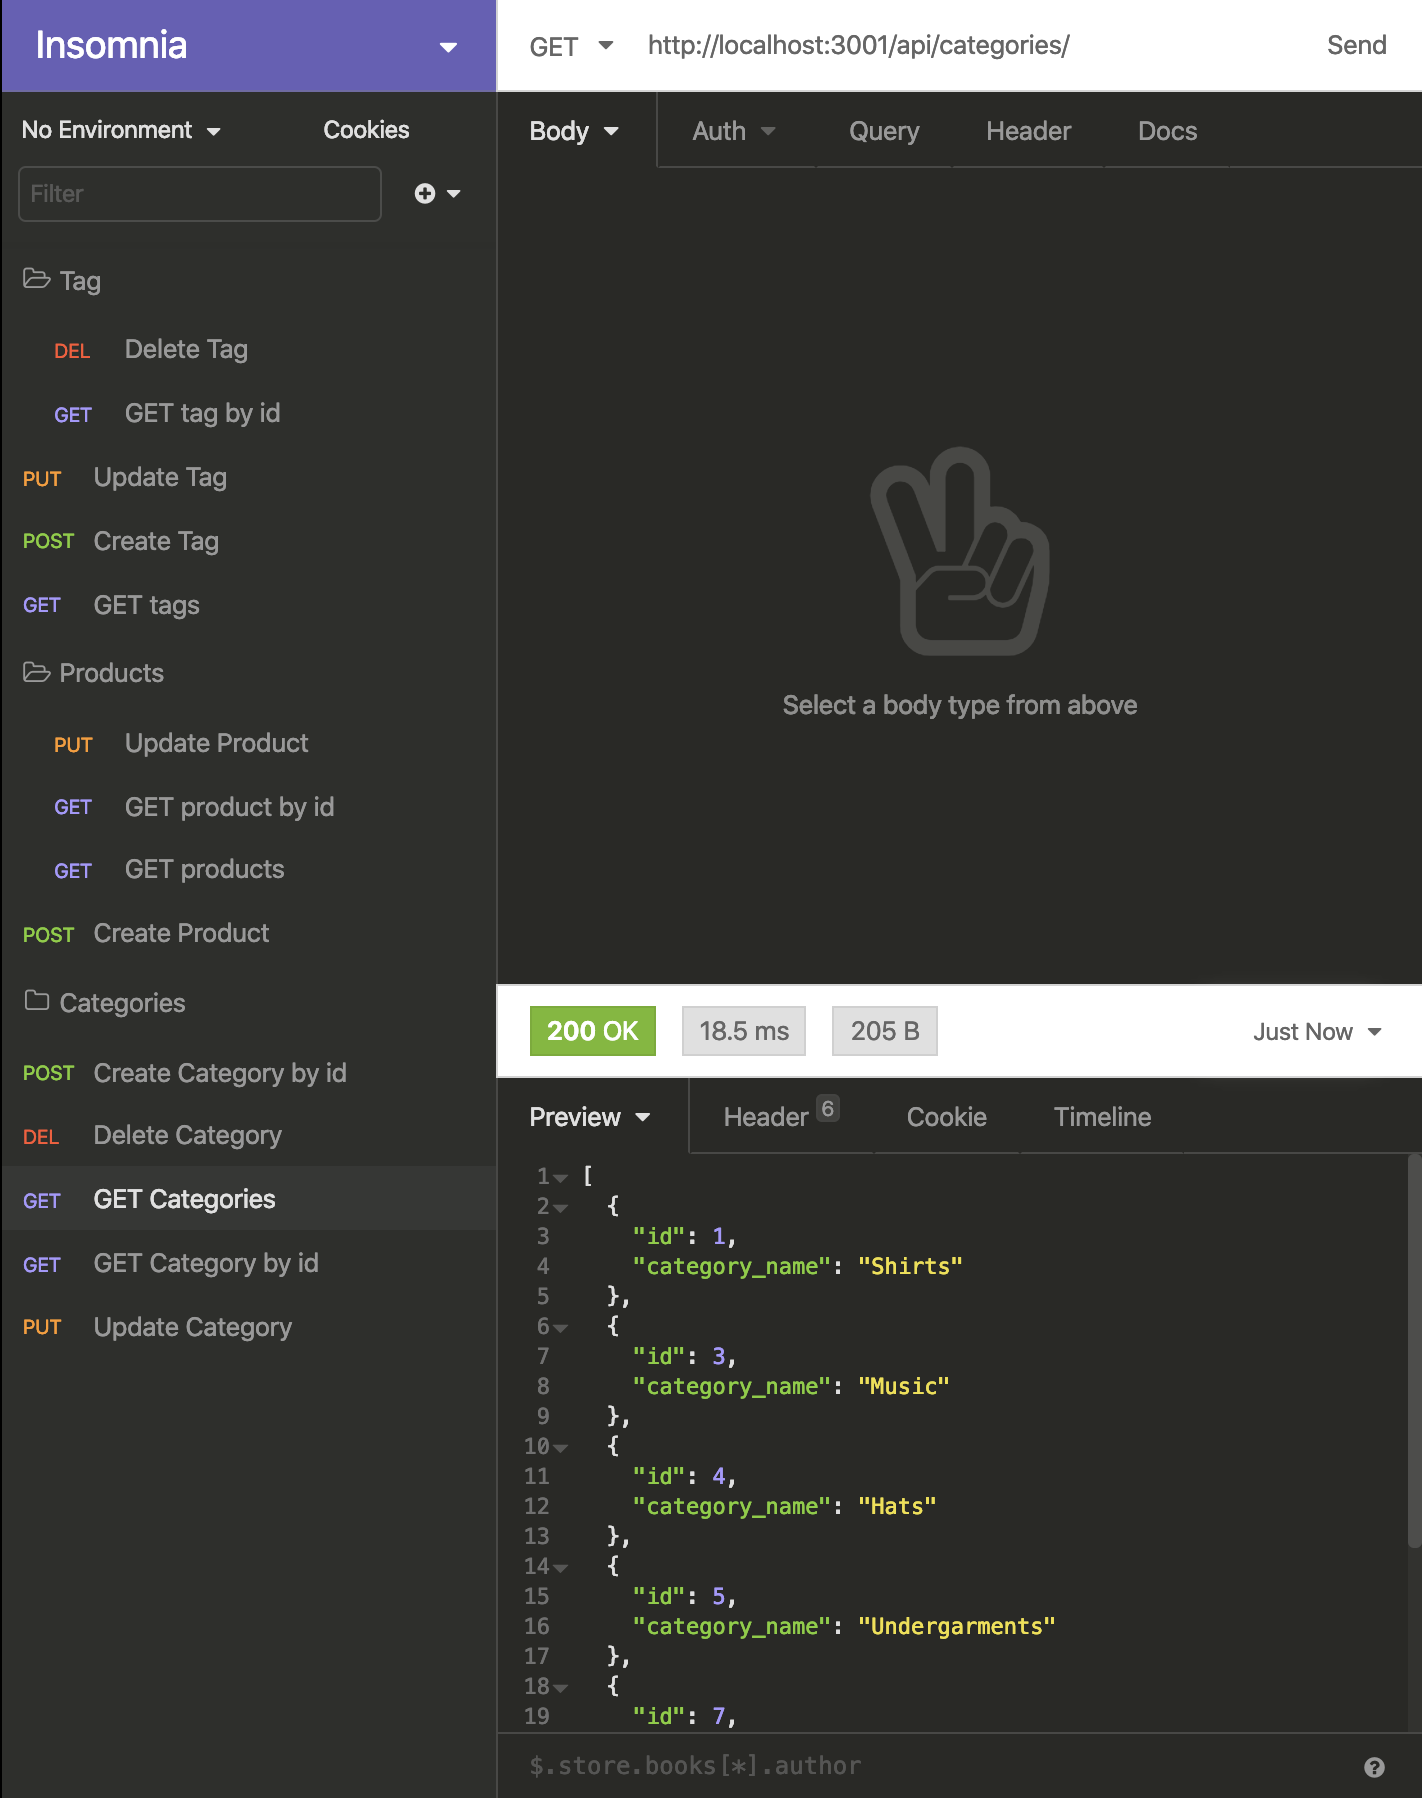 Insomnia
No Environment Cookies
Filter
Tag
DEL Delete Tag
GET GET tag by id
PUT Update Tag
POST Create Tag
GET GET tags
Products
PUT Update Product
GET GET product by id
GET GET products
POST Create Product
Categories
POST Create Category by id
DEL Delete Category
GET GET Categories
GET GET Category by id
PUT Update Category
GET http://localhost:3001/api/categories/ Send
Body Auth Query Header Docs
Select a body type from above
200 OK 18.5 ms 205 B Just Now
Preview Header 6 Cookie Timeline
1 [
2 {
3 "id": 1,
4 "category_name": "Shirts"
5 },
6 {
7 "id": 3,
8 "category_name": "Music"
9 },
10 {
11 "id": 4,
12 "category_name": "Hats"
13 },
14 {
15 "id": 5,
16 "category_name": "Undergarments"
17 },
18 {
19 "id": 7,
$.store.books[*].author ?